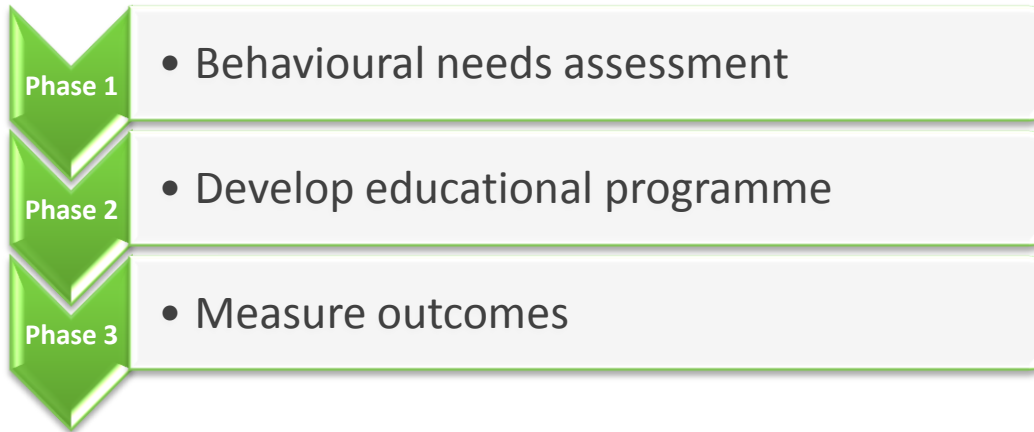 Phase 1
• Behavioural needs assessment
Phase 2
• Develop educational programme
Phase 3
• Measure outcomes